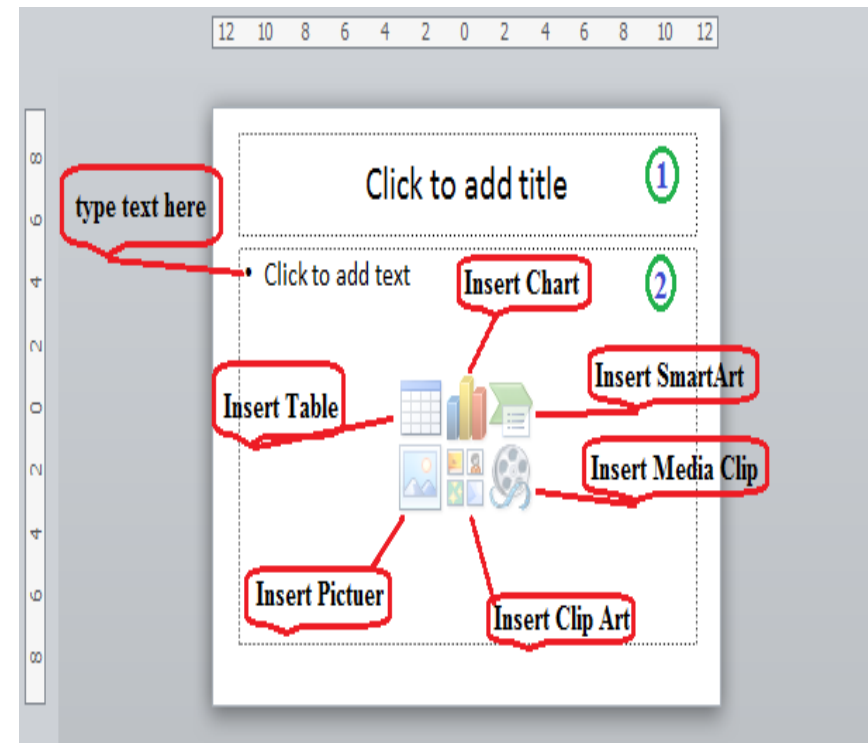 12 10 8 6 4 2 0 2 4 6 8 10 12
8 6 4 2 0 2 4 6 8
Click to add title
1
type text here
• Click to add text
2
Insert Chart
Insert SmartArt
Insert Table
Insert Media Clip
Insert Pictuer
Insert Clip Art